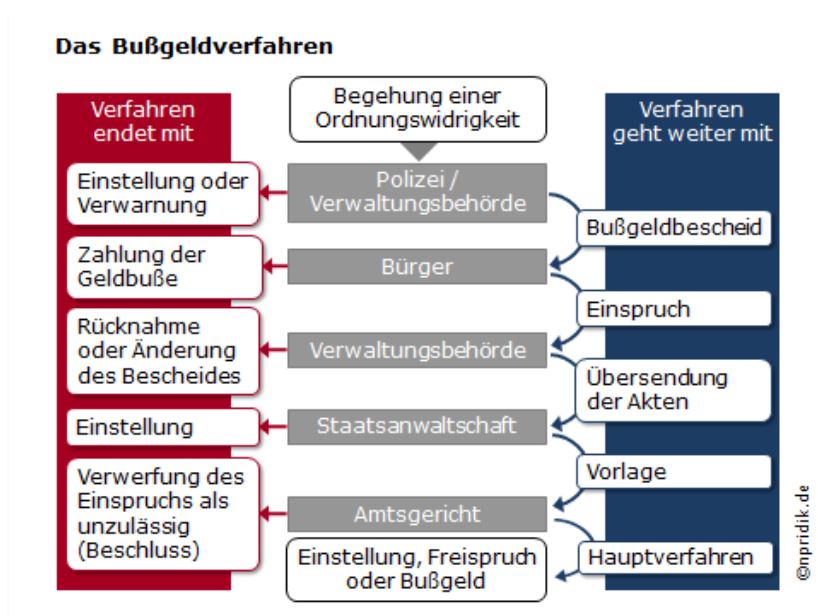 Das Bußgeldverfahren
Verfahren
endet mit
Begehung einer
Ordnungswidrigkeit
Verfahren
geht weiter mit
Einstellung oder
Verwarnung
Polizei /
Verwaltungsbehörde
Bußgeldbescheid
Zahlung der
Geldbuße
Bürger
Einspruch
Rücknahme
oder Änderung
des Bescheides
Verwaltungsbehörde
Übersendung
der Akten
Einstellung
Staatsanwaltschaft
Vorlage
Verwerfung des
Einspruchs als
unzulässig
(Beschluss)
Amtsgericht
Hauptverfahren
Einstellung, Freispruch
oder Bußgeld
©npridik.de